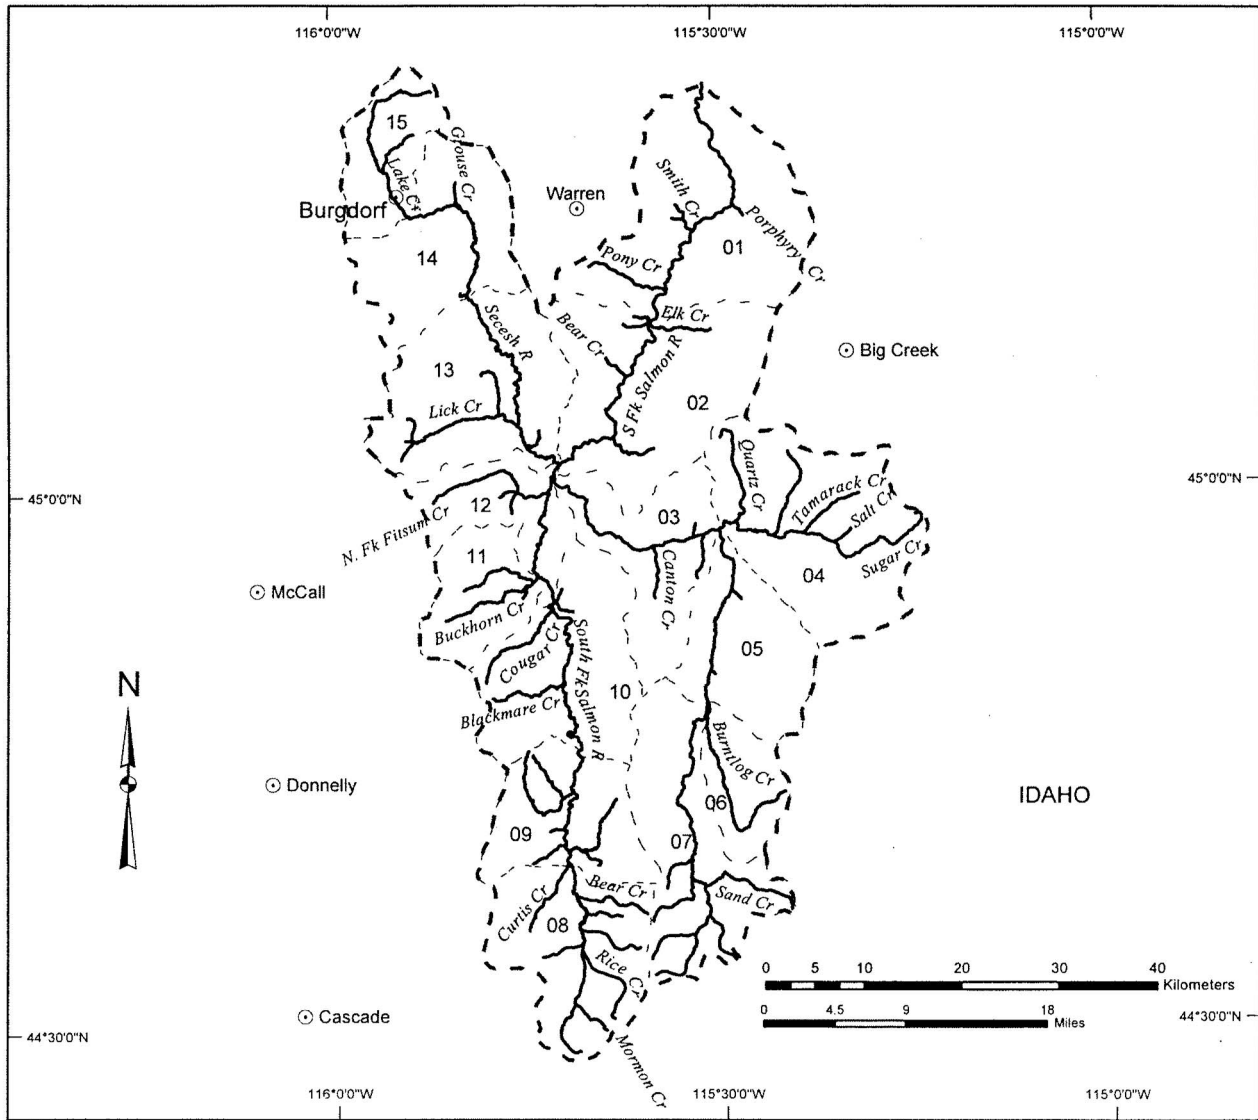 116°0'0"W
115°30'0"W
115°0'0"W
15
Grouse Cr
Lake Cr
Burgdorf
Warren
Smith Cr
Porphyry Cr
01
14
Pony Cr
Secesh R
Bear Cr
Elk Cr
S Fk Salmon R
Big Creek
13
02
Lick Cr
45°0'0"N
45°0'0"N
Quartz Cr
Tamarack Cr
Salt Cr
Sugar Cr
12
03
N. Fk Fitsum Cr
11
Canton Cr
04
McCall
Buckhorn Cr
Cougar Cr
South Fk Salmon R
05
10
N
Blackmare Cr
Burntlog Cr
Donnelly
06
IDAHO
09
07
Bear Cr
Sand Cr
Curtis Cr
08
Rice Cr
0 5 10 20 30 40
Kilometers
0 4.5 9 18
Miles
Cascade
44°30'0"N
44°30'0"N
Mormon Cr
116°0'0"W
115°30'0"W
115°0'0"W